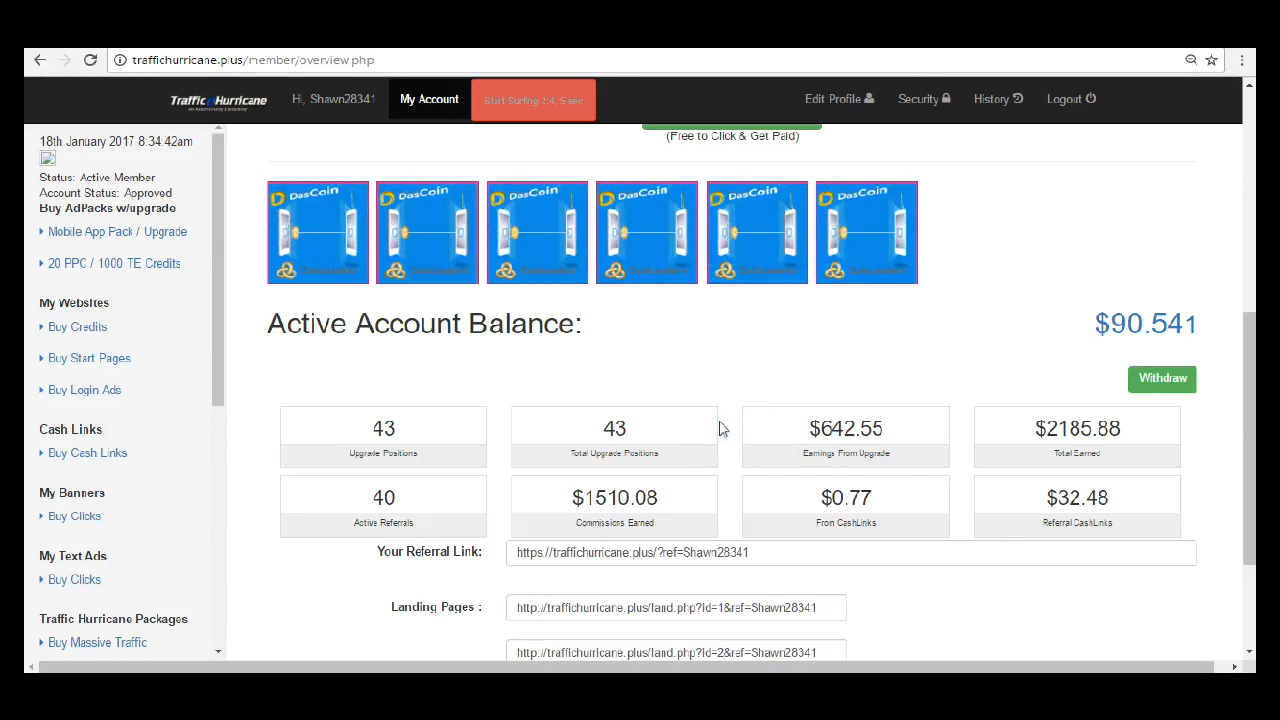 traffichurricane.plus/member/overview.php
Traffic Hurricane
Hi, Shawn28341
My Account
Start Surfing 2:4, 5 sec
Edit Profile
Security
History
Logout
18th January 2017 8:34:42am
Status: Active Member
Account Status: Approved
Buy AdPacks w/upgrade
Mobile App Pack / Upgrade
20 PPC / 1000 TE Credits
My Websites
Buy Credits
Buy Start Pages
Buy Login Ads
Cash Links
Buy Cash Links
My Banners
Buy Clicks
My Text Ads
Buy Clicks
Traffic Hurricane Packages
Buy Massive Traffic
(Free to Click & Get Paid)
DasCoin DasCoin DasCoin DasCoin DasCoin DasCoin
Active Account Balance:
$90.541
Withdraw
43
Upgrade Positions
43
Total Upgrade Positions
$642.55
Earnings From Upgrade
$2185.88
Total Earned
40
Active Referrals
$1510.08
Commissions Earned
$0.77
From CashLinks
$32.48
Referral CashLinks
Your Referral Link:
https://traffichurricane.plus/?ref=Shawn28341
Landing Pages :
http://traffichurricane.plus/land.php?id=1&ref=Shawn28341
http://traffichurricane.plus/land.php?id=2&ref=Shawn28341